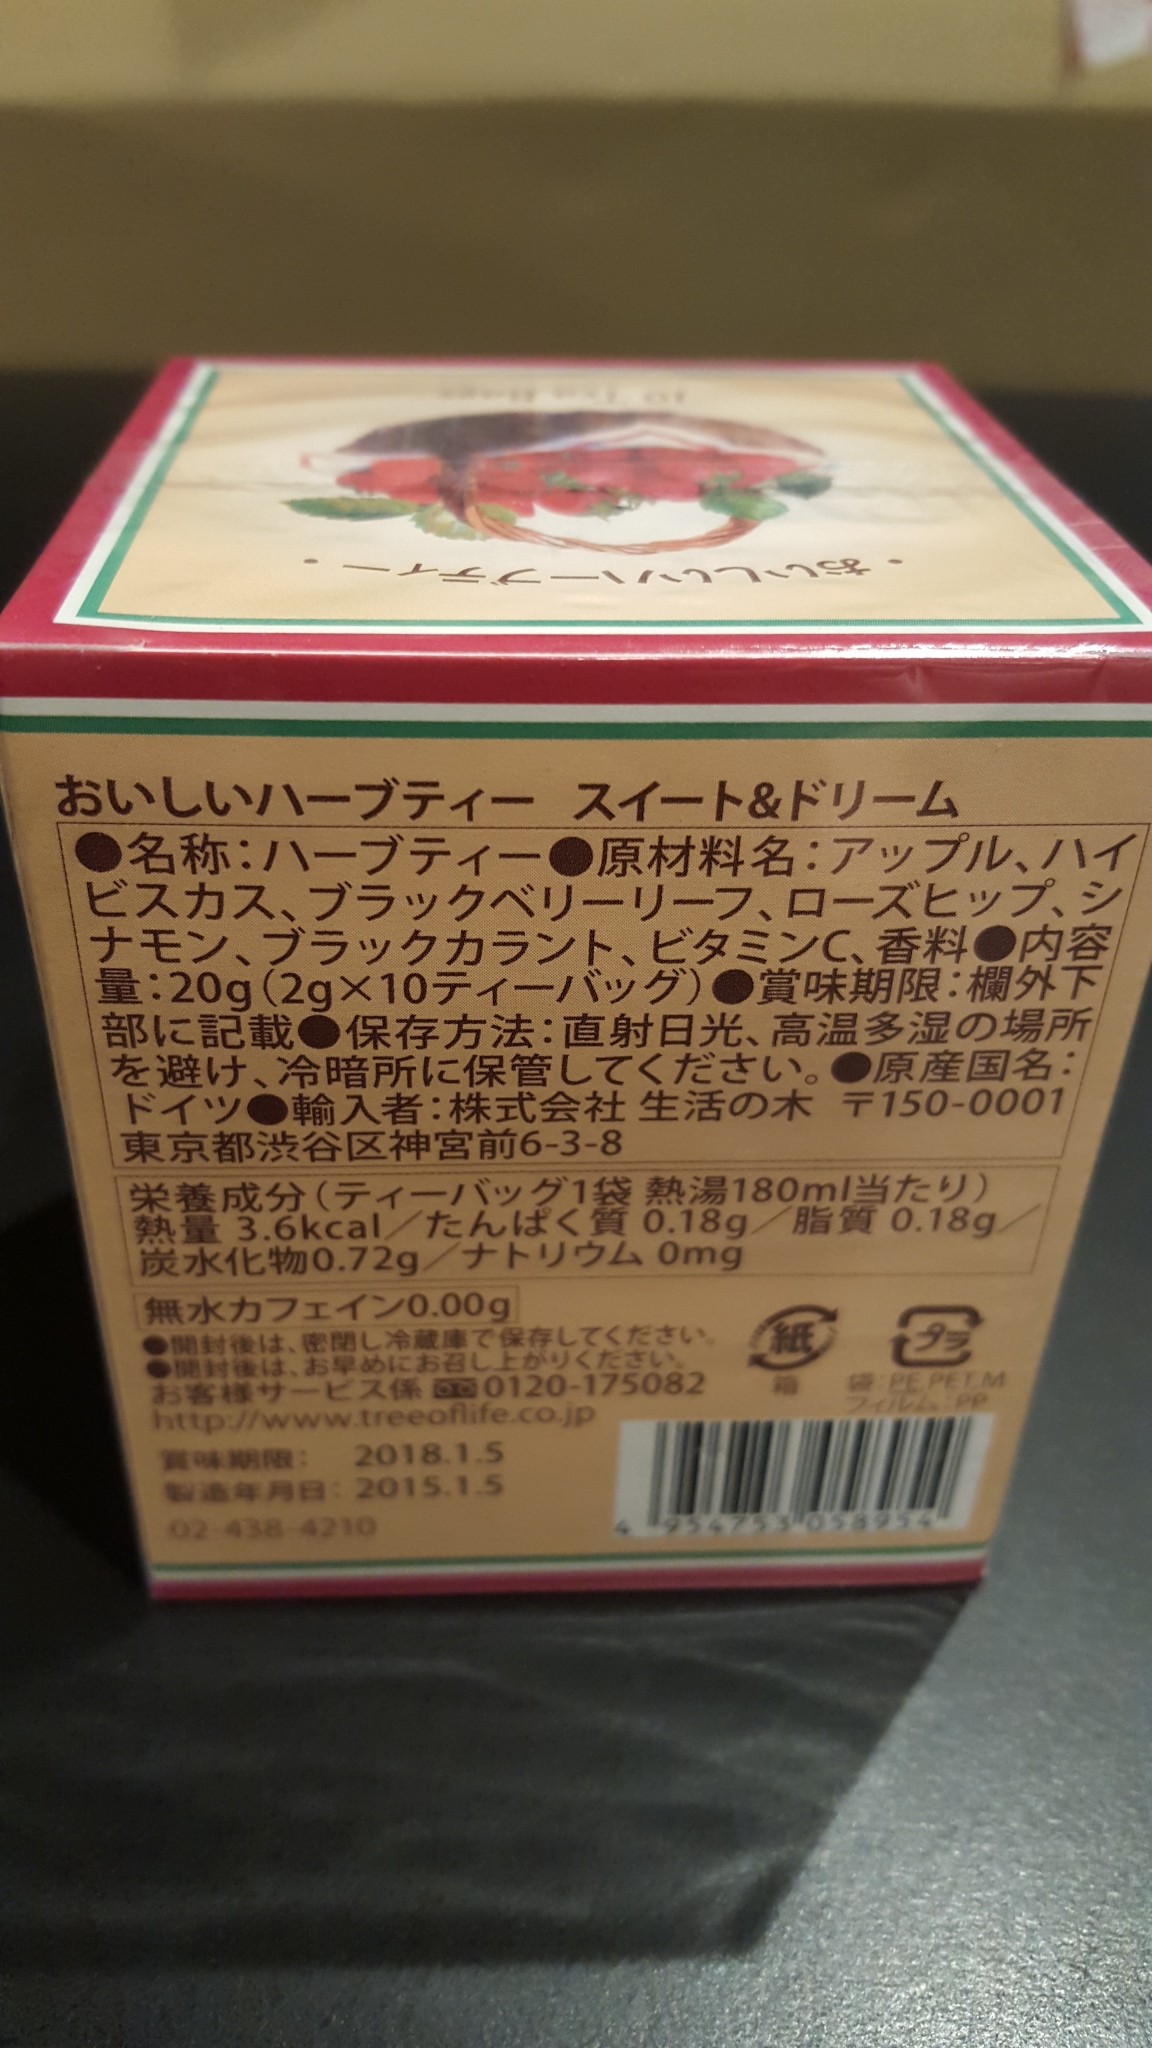 10 Tea Bags
・おいしいハーブティー・
おいしいハーブティー スイート&ドリーム
●名称：ハーブティー●原材料名：アップル、ハイ
ビスカス、ブラックベリーリーフ、ローズヒップ、シ
ナモン、ブラックカラント、ビタミンC、香料●内容
量：20g（2g×10ティーバッグ）●賞味期限：欄外下
部に記載●保存方法：直射日光、高温多湿の場所
を避け、冷暗所に保管してください。●原産国名：
ドイツ●輸入者：株式会社 生活の木 〒150-0001
東京都渋谷区神宮前6-3-8
栄養成分（ティーバッグ1袋 熱湯180ml当たり）
熱量 3.6kcal／たんぱく質 0.18g／脂質 0.18g／
炭水化物0.72g／ナトリウム 0mg
無水カフェイン0.00g
●開封後は、密閉し冷蔵庫で保存してください。
●開封後は、お早めにお召し上がりください。
お客様サービス係 0120-175082
http://www.treeoflife.co.jp
紙
箱
プラ
袋：PE,PET,M
フィルム：PP
賞味期限： 2018.1.5
製造年月日：2015.1.5
02-438-4210
4 954753 058954